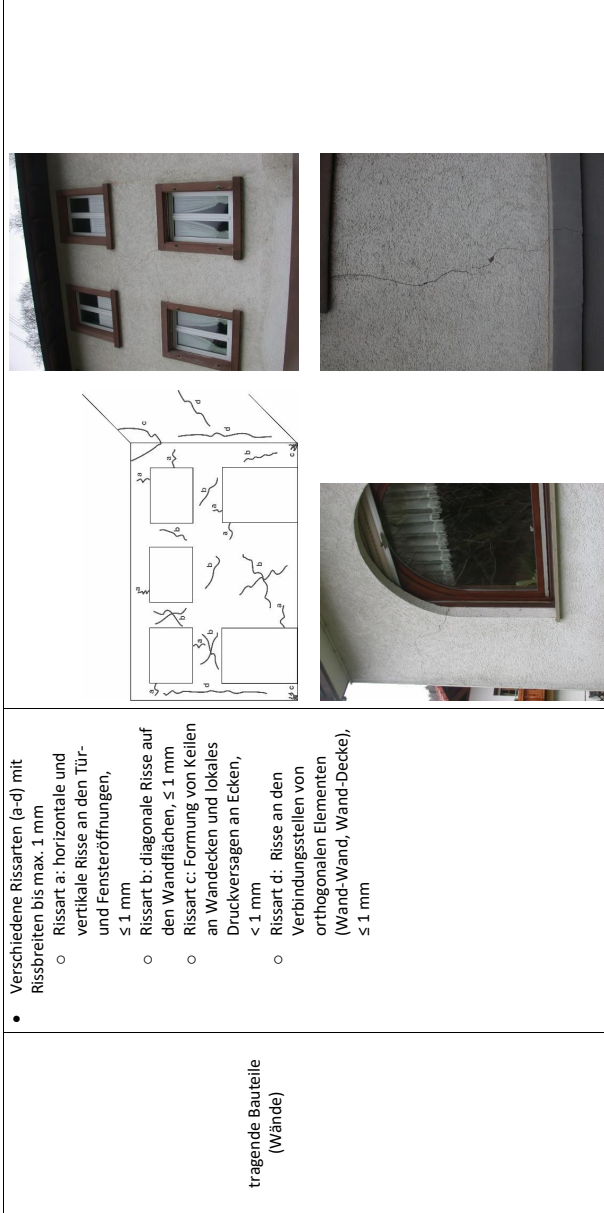 tragende Bauteile
(Wände)
• Verschiedene Rissarten (a-d) mit
Rissbreiten bis max. 1 mm
o Rissart a: horizontale und
vertikale Risse an den Tür-
und Fensteröffnungen,
≤ 1 mm
o Rissart b: diagonale Risse auf
den Wandflächen, ≤ 1 mm
o Rissart c: Formung von Keilen
an Wandecken und lokales
Druckversagen an Ecken,
< 1 mm
o Rissart d: Risse an den
Verbindungsstellen von
orthogonalen Elementen
(Wand-Wand, Wand-Decke),
≤ 1 mm
a
a
a
a
c
b
b
a
b
d
d
d
a
b
b
a
a
b
b
a
c
c